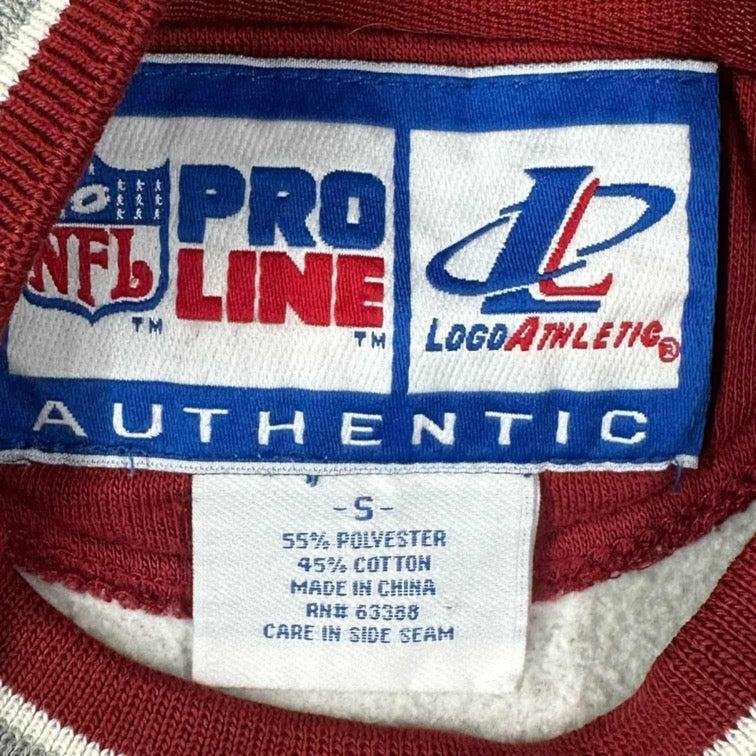 NFL
TM
PRO
LINE
TM
LOGO ATHLETIC®
AUTHENTIC
-S-
55% POLYESTER
45% COTTON
MADE IN CHINA
RN# 63388
CARE IN SIDE SEAM